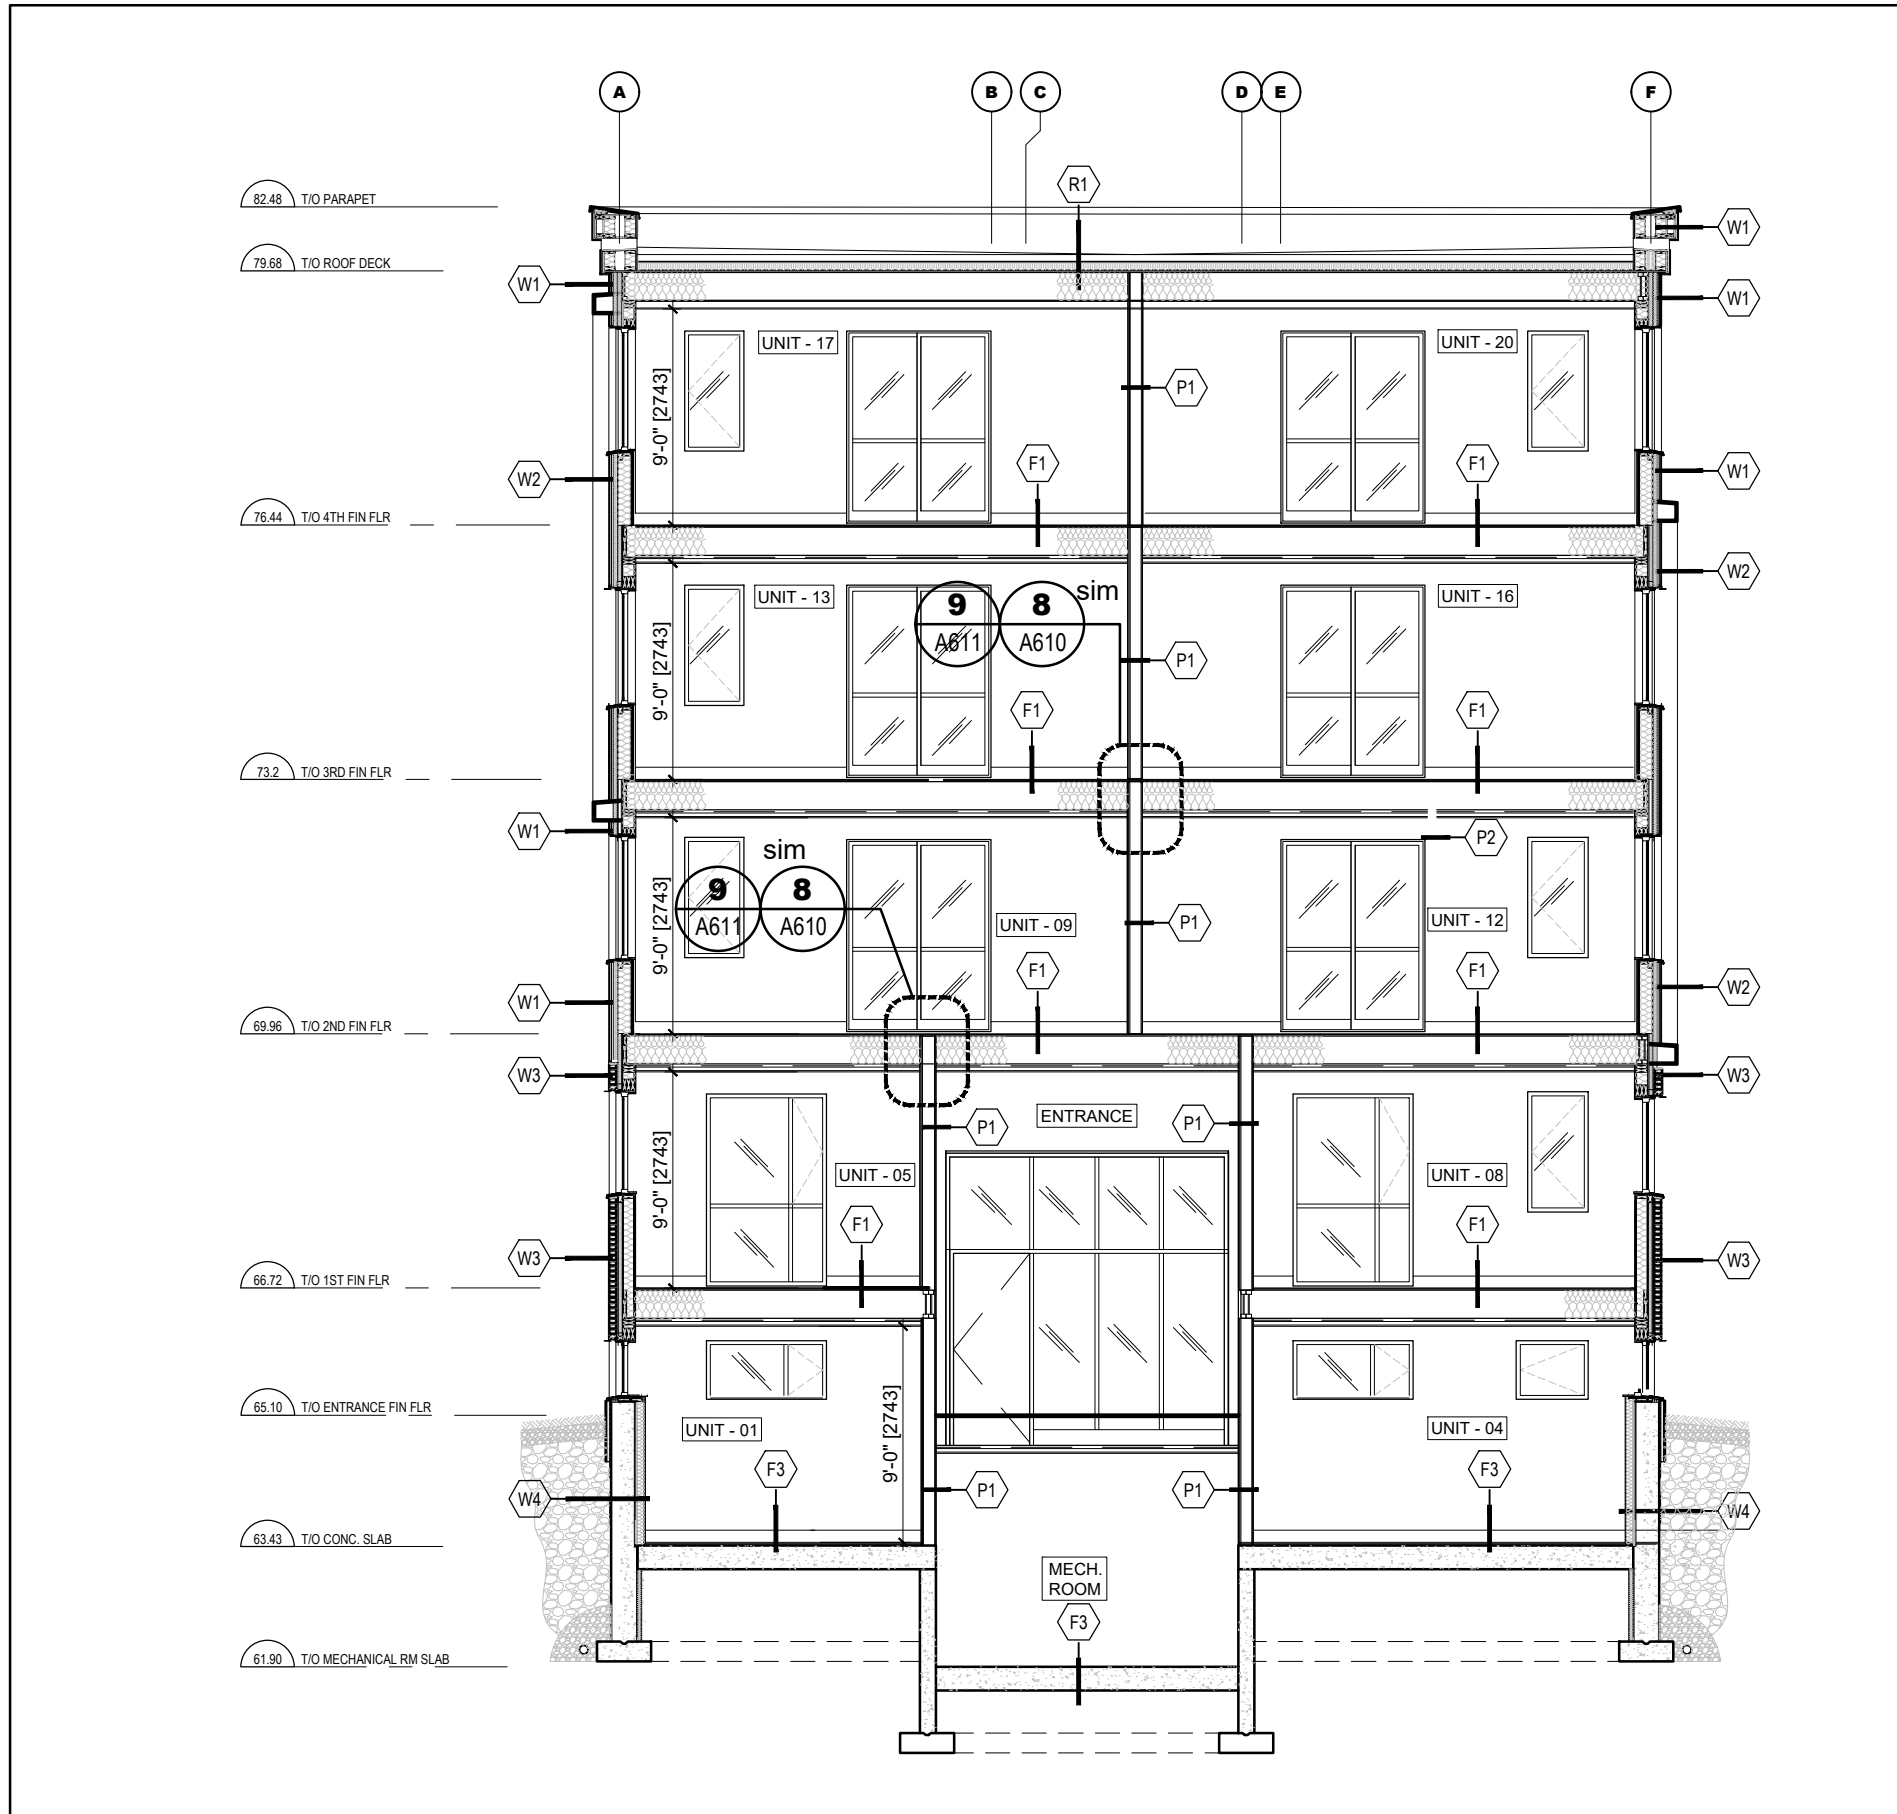 A B C D E F
R1
82.48 T/O PARAPET
W1
79.68 T/O ROOF DECK
W1
W1
UNIT - 17
UNIT - 20
9'-0" [2743]
P1
F1
F1
W2
W1
76.44 T/O 4TH FIN FLR
W2
UNIT - 13
9
A611
8
A610
sim
UNIT - 16
9'-0" [2743]
P1
F1
F1
73.2 T/O 3RD FIN FLR
W1
P2
sim
9
A611
8
A610
9'-0" [2743]
UNIT - 09
P1
UNIT - 12
F1
F1
W1
W2
69.96 T/O 2ND FIN FLR
W3
W3
P1
ENTRANCE
P1
9'-0" [2743]
UNIT - 05
UNIT - 08
F1
F1
W3
W3
66.72 T/O 1ST FIN FLR
65.10 T/O ENTRANCE FIN FLR
UNIT - 01
9'-0" [2743]
UNIT - 04
F3
F3
W4
P1
P1
W4
63.43 T/O CONC. SLAB
MECH.
ROOM
F3
61.90 T/O MECHANICAL RM SLAB